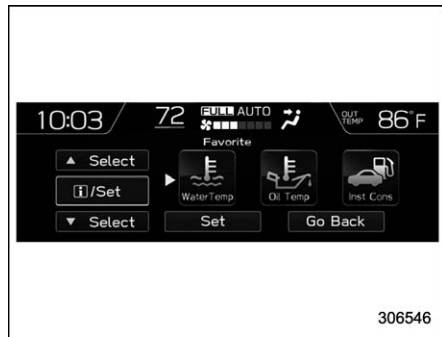 10:03
72
FULL AUTO
OUT TEMP
86°F
Favorite
▲ Select
i/Set
▼ Select
WaterTemp
Oil Temp
Inst Cons
Set
Go Back
306546